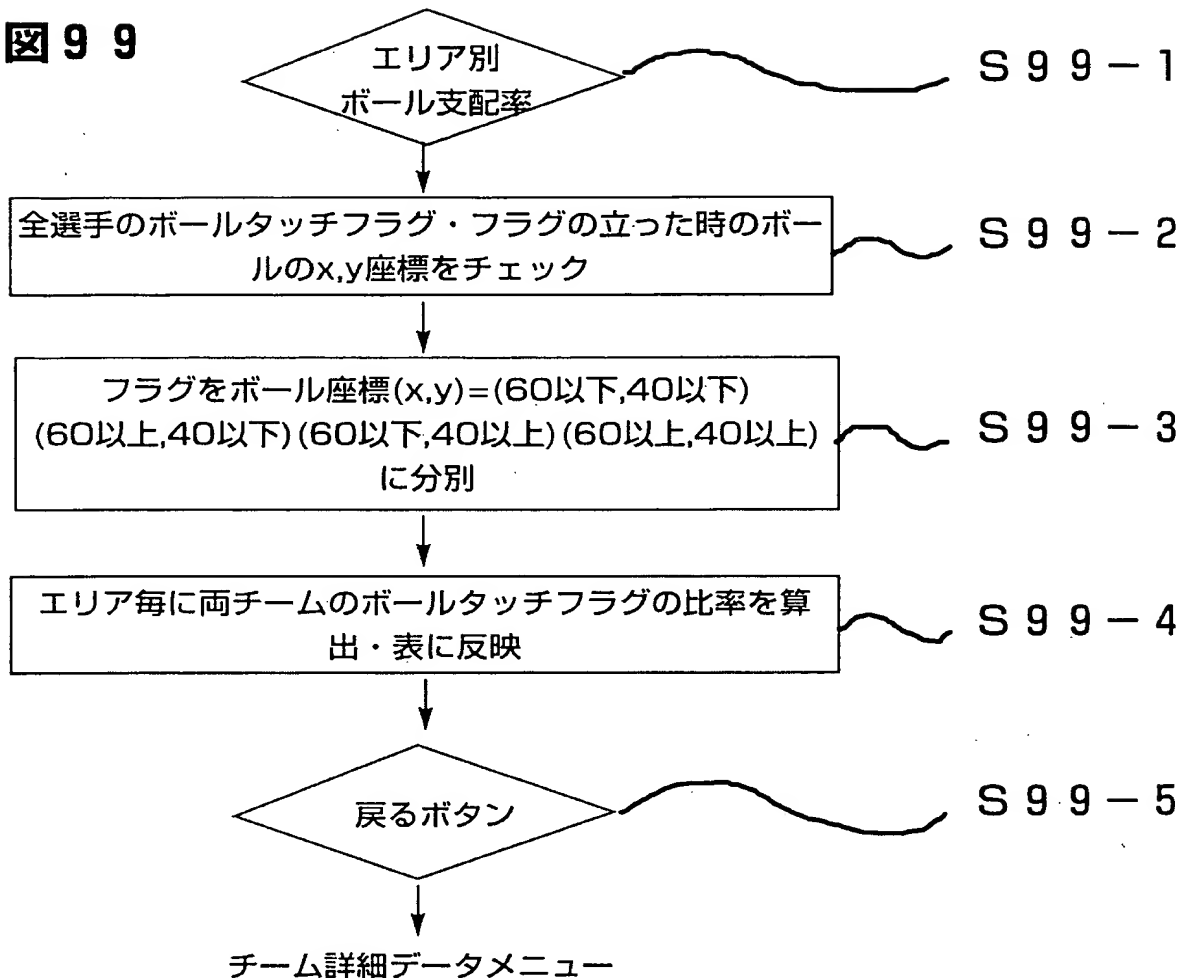 図99
エリア別
ボール支配率
S99-1
全選手のボールタッチフラグ・フラグの立った時のボー
ルのx,y座標をチェック
S99-2
フラグをボール座標(x,y)=(60以下,40以下)
(60以上,40以下)(60以下,40以上)(60以上,40以上)
に分別
S99-3
エリア毎に両チームのボールタッチフラグの比率を算
出・表に反映
S99-4
戻るボタン
S99-5
チーム詳細データメニュー